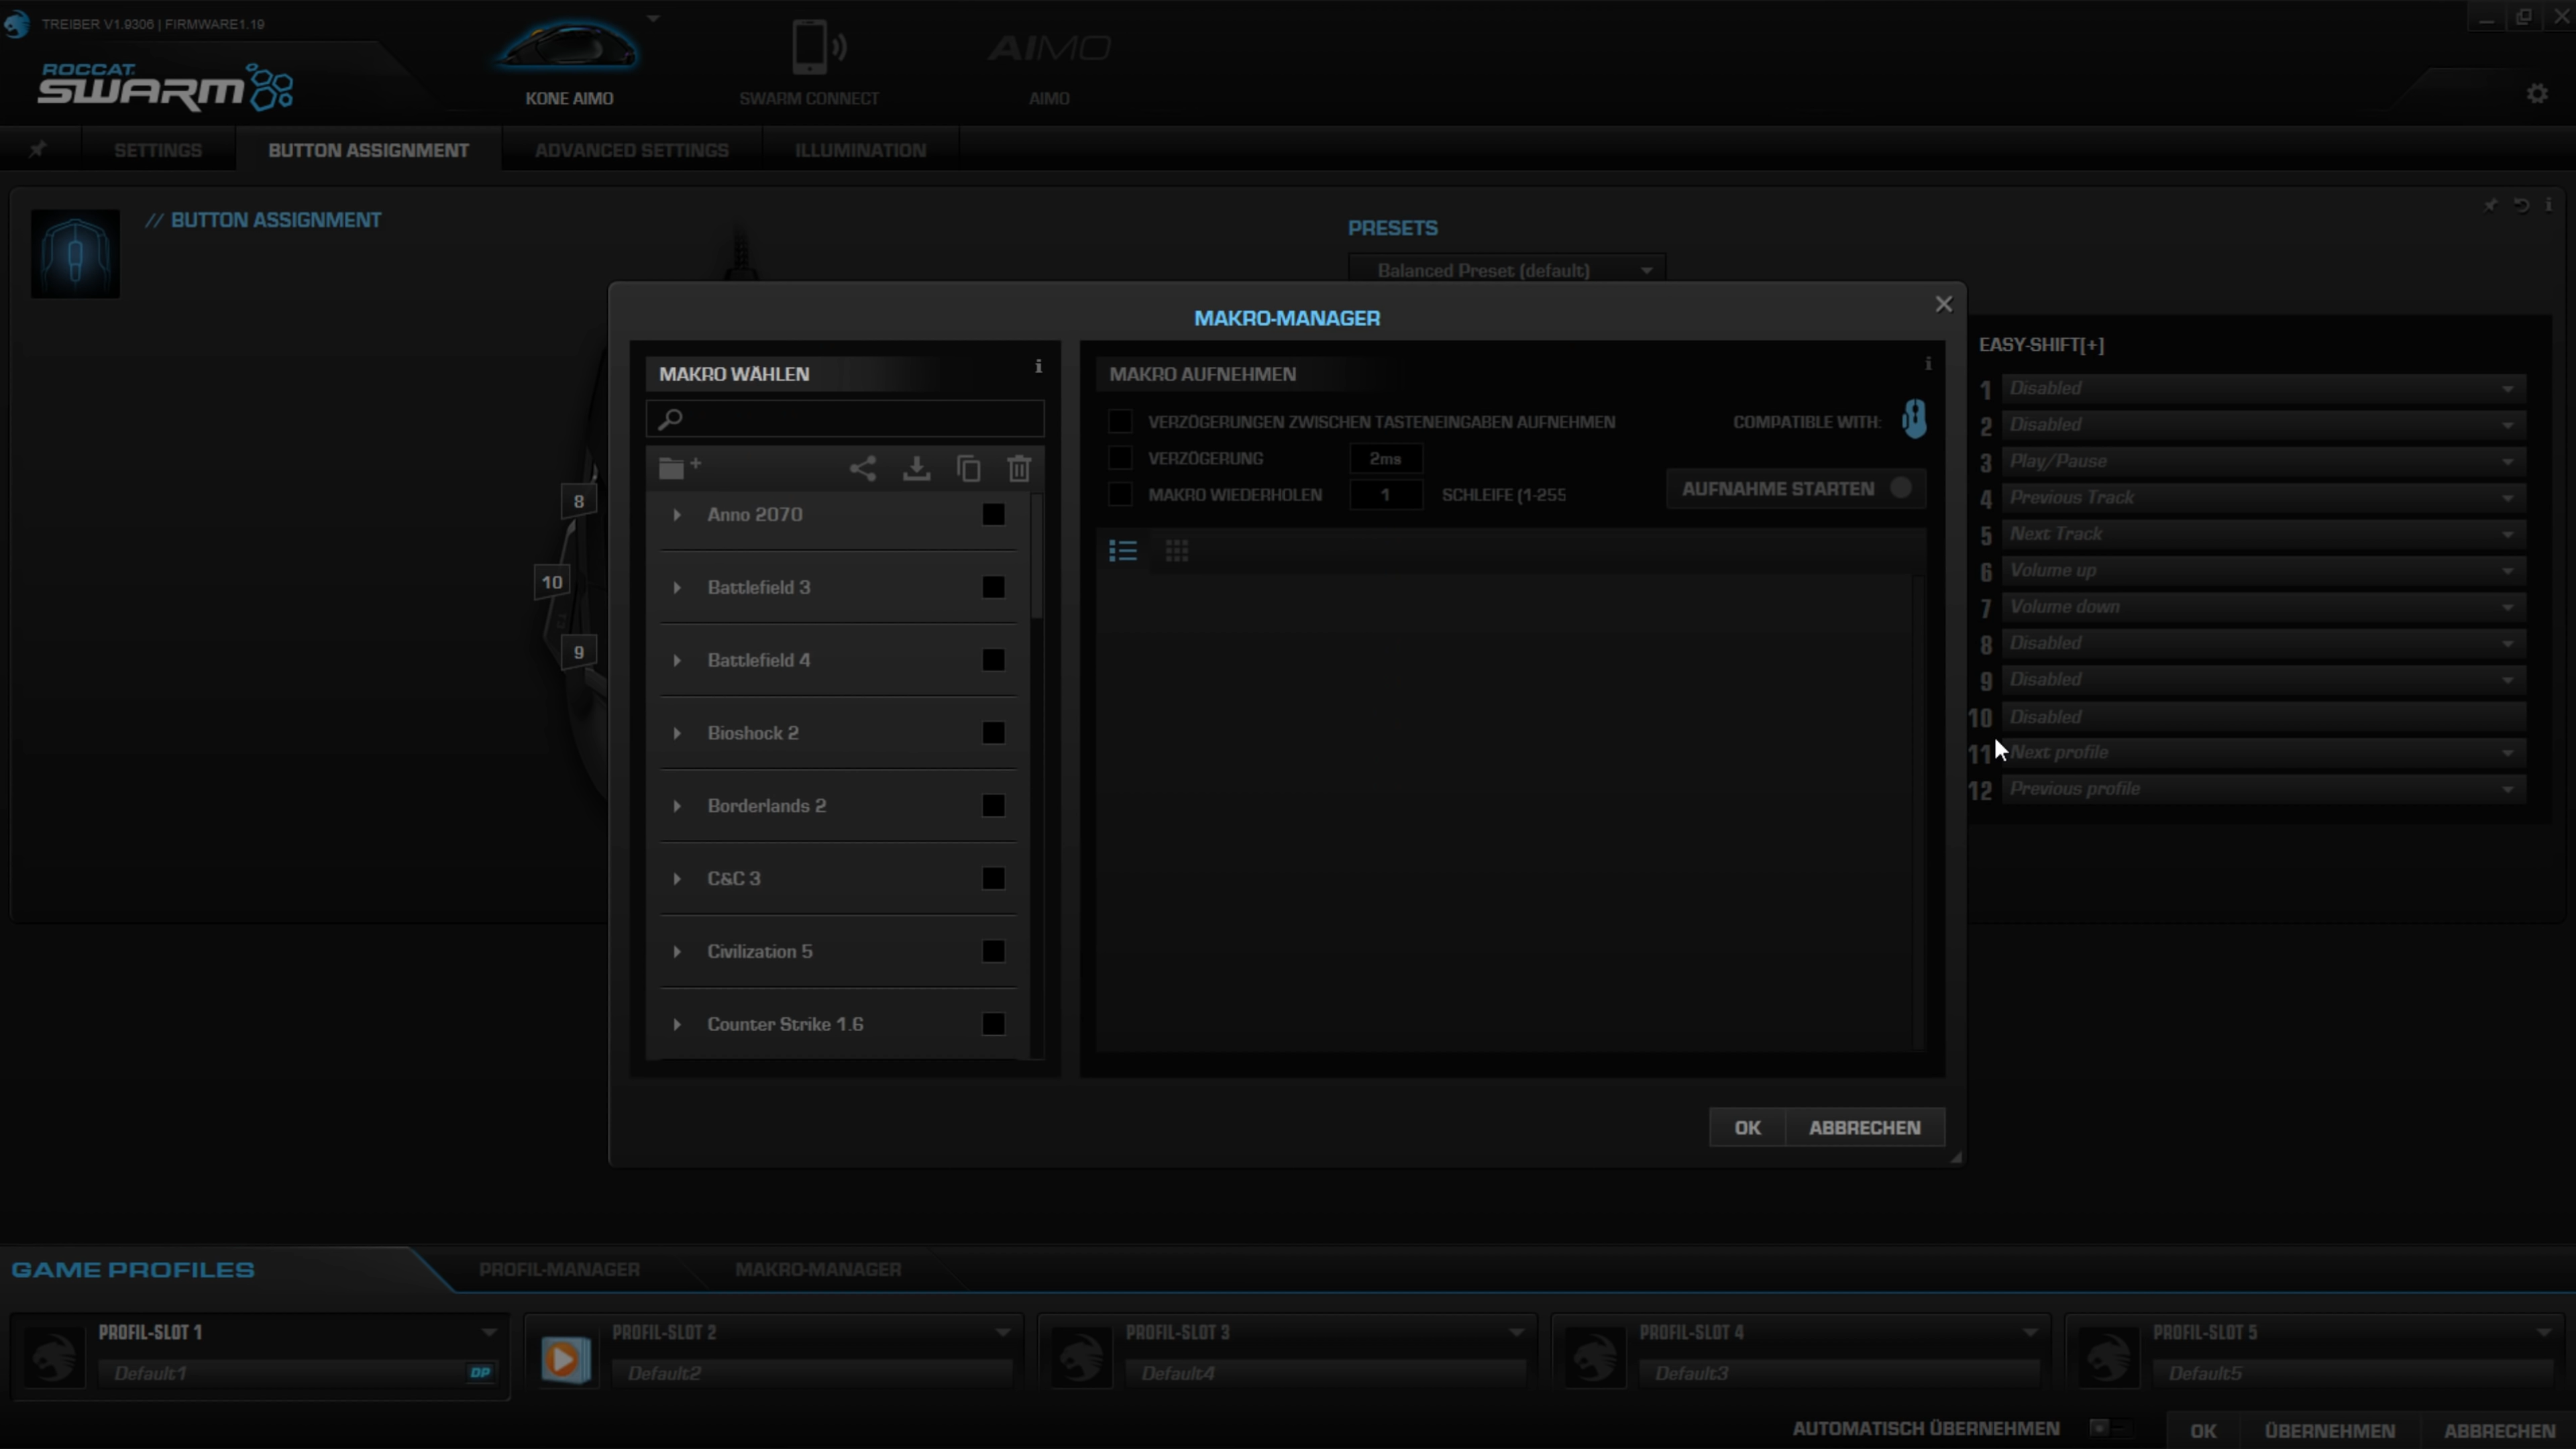 TREIBER V1.9306 | FIRMWARE1.19
ROCCAT
SWARM
KONE AIMO
SWARM CONNECT
AIMO
AIMO
SETTINGS
BUTTON ASSIGNMENT
ADVANCED SETTINGS
ILLUMINATION
// BUTTON ASSIGNMENT
PRESETS
Balanced Preset (default)
8
10
9
MAKRO-MANAGER
MAKRO WÄHLEN
Anno 2070
Battlefield 3
Battlefield 4
Bioshock 2
Borderlands 2
C&C 3
Civilization 5
Counter Strike 1.6
MAKRO AUFNEHMEN
VERZÖGERUNGEN ZWISCHEN TASTENEINGABEN AUFNEHMEN
COMPATIBLE WITH:
VERZÖGERUNG 2ms
MAKRO WIEDERHOLEN 1 SCHLEIFE (1-255
AUFNAHME STARTEN
OK ABBRECHEN
EASY-SHIFT[+]
1 Disabled
2 Disabled
3 Play/Pause
4 Previous Track
5 Next Track
6 Volume up
7 Volume down
8 Disabled
9 Disabled
10 Disabled
11 Next profile
12 Previous profile
GAME PROFILES
PROFIL-MANAGER
MAKRO-MANAGER
PROFIL-SLOT 1
Default1 DP
PROFIL-SLOT 2
Default2
PROFIL-SLOT 3
Default4
PROFIL-SLOT 4
Default3
PROFIL-SLOT 5
Default5
AUTOMATISCH ÜBERNEHMEN
OK ÜBERNEHMEN ABBRECHEN